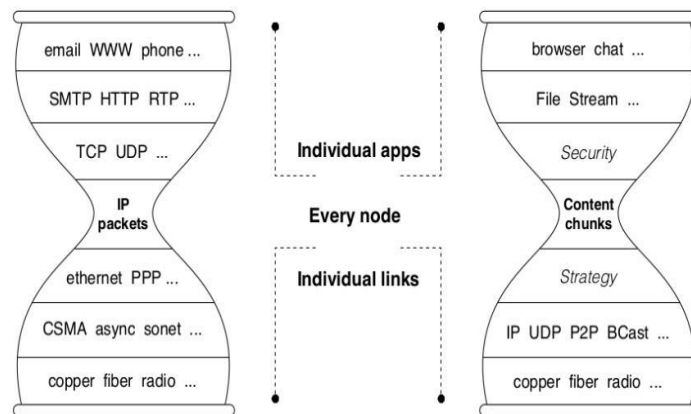 email WWW phone ...
SMTP HTTP RTP ...
TCP UDP ...
IP
packets
ethernet PPP ...
CSMA async sonet ...
copper fiber radio ...
Individual apps
Every node
Individual links
browser chat ...
File Stream ...
Security
Content
chunks
Strategy
IP UDP P2P BCast ...
copper fiber radio ...